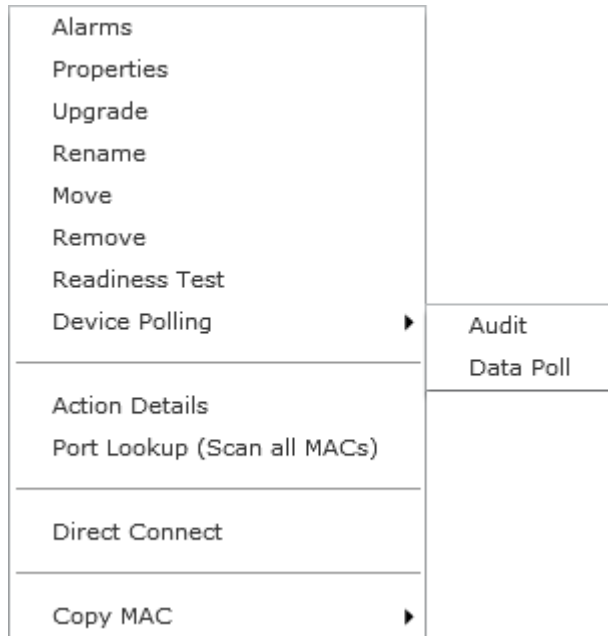 Alarms
Properties
Upgrade
Rename
Move
Remove
Readiness Test
Device Polling
Audit
Data Poll
Action Details
Port Lookup (Scan all MACs)
Direct Connect
Copy MAC